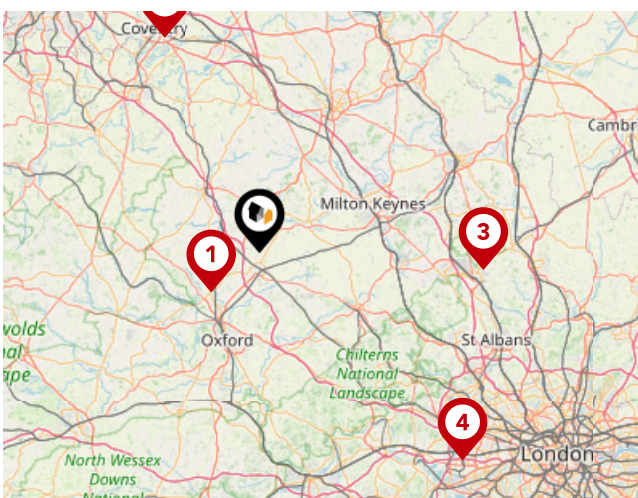 Coventry
Cambr
Milton Keynes
3
1
wolds
nal
ape
Oxford
St Albans
Chilterns
National
Landscape
4
London
North Wessex
Downs
National